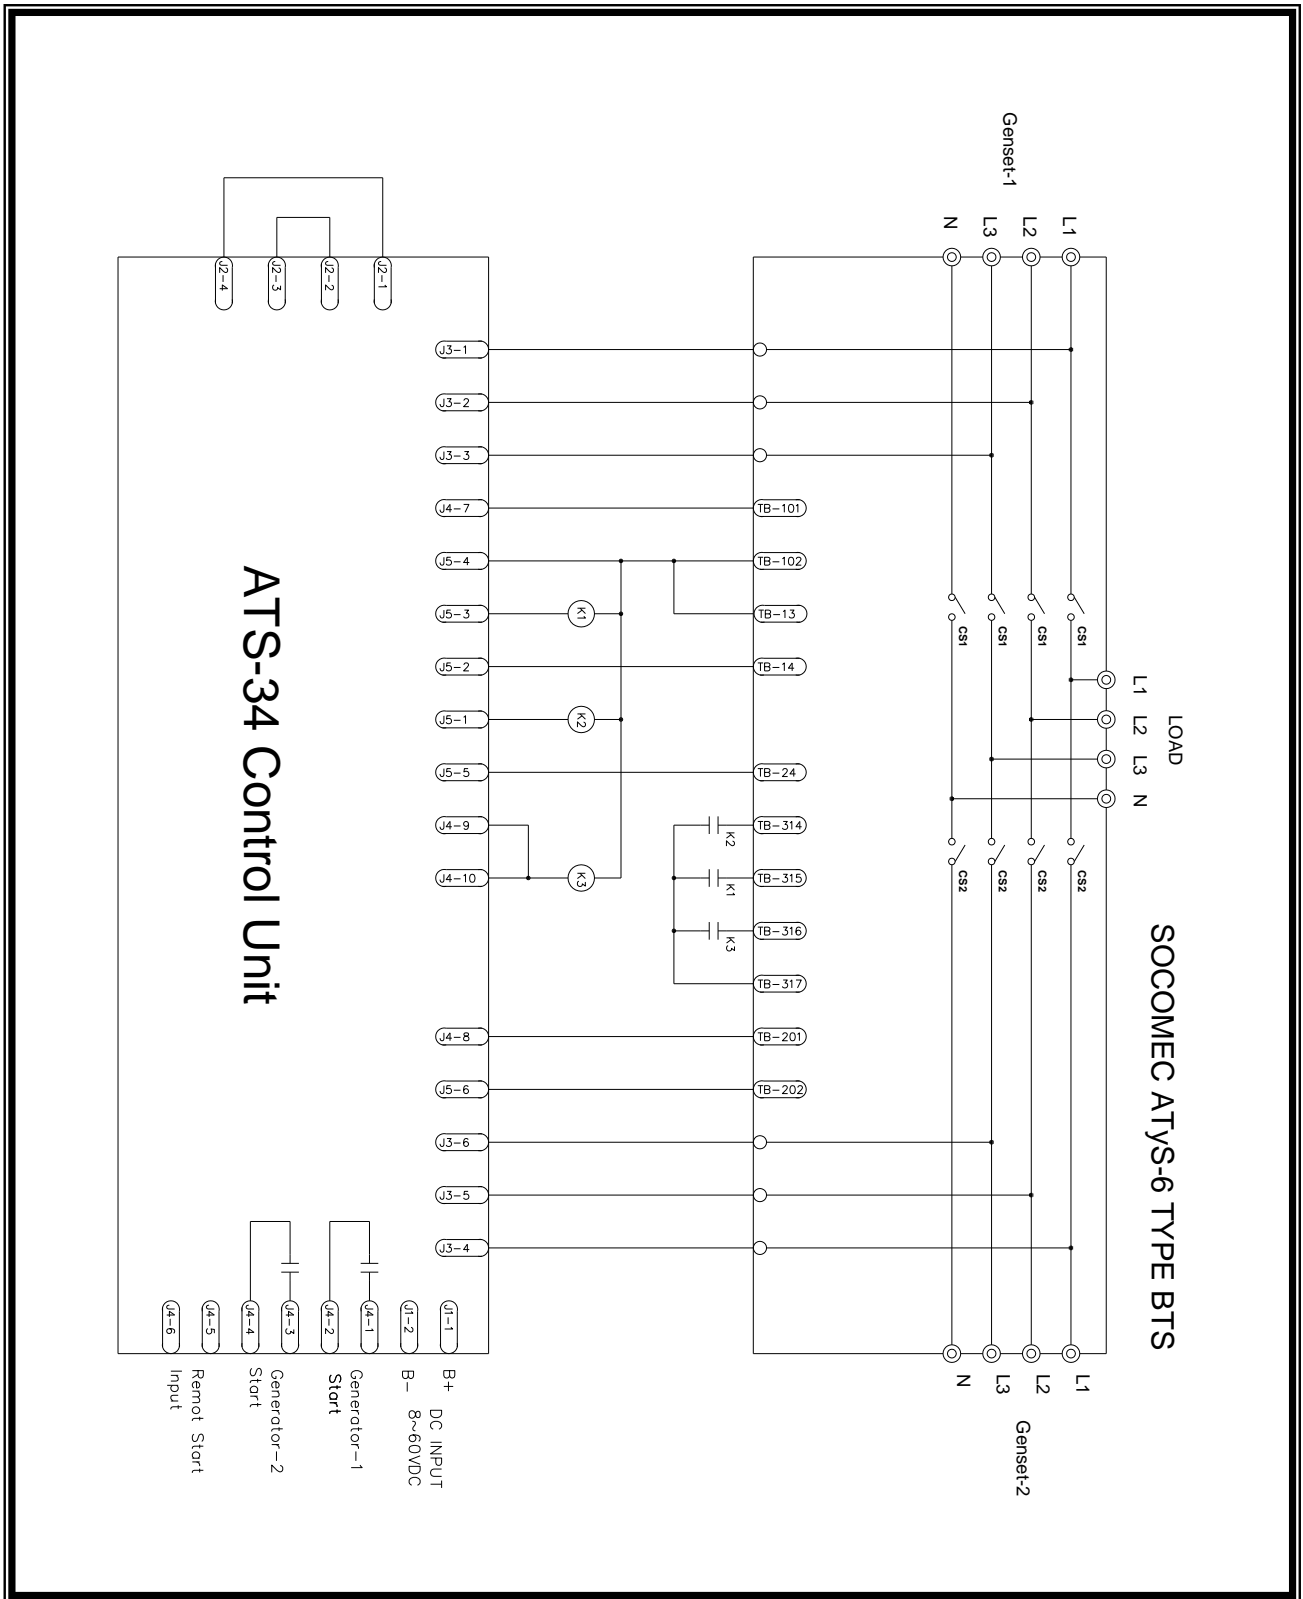 SOCOMEC ATyS-6 TYPE BTS
LOAD
L1
L2
L3
N
Genset-1
L1
L2
L3
N
CS1
CS1
CS1
CS1
CS2
CS2
CS2
CS2
L1
L2
L3
N
Genset-2
TB-101
TB-102
TB-13
TB-14
TB-24
TB-314
TB-315
TB-316
TB-317
TB-201
TB-202
K2
K1
K3
K1
K2
K3
J2-1
J2-2
J2-3
J2-4
J3-1
J3-2
J3-3
J4-7
J5-4
J5-3
J5-2
J5-1
J5-5
J4-9
J4-10
J4-8
J5-6
J3-6
J3-5
J3-4
ATS-34 Control Unit
J1-1
J1-2
J4-1
J4-2
J4-3
J4-4
J4-5
J4-6
B+ DC INPUT
B- 8~60VDC
Generator-1
Start
Generator-2
Start
Remot Start
Input